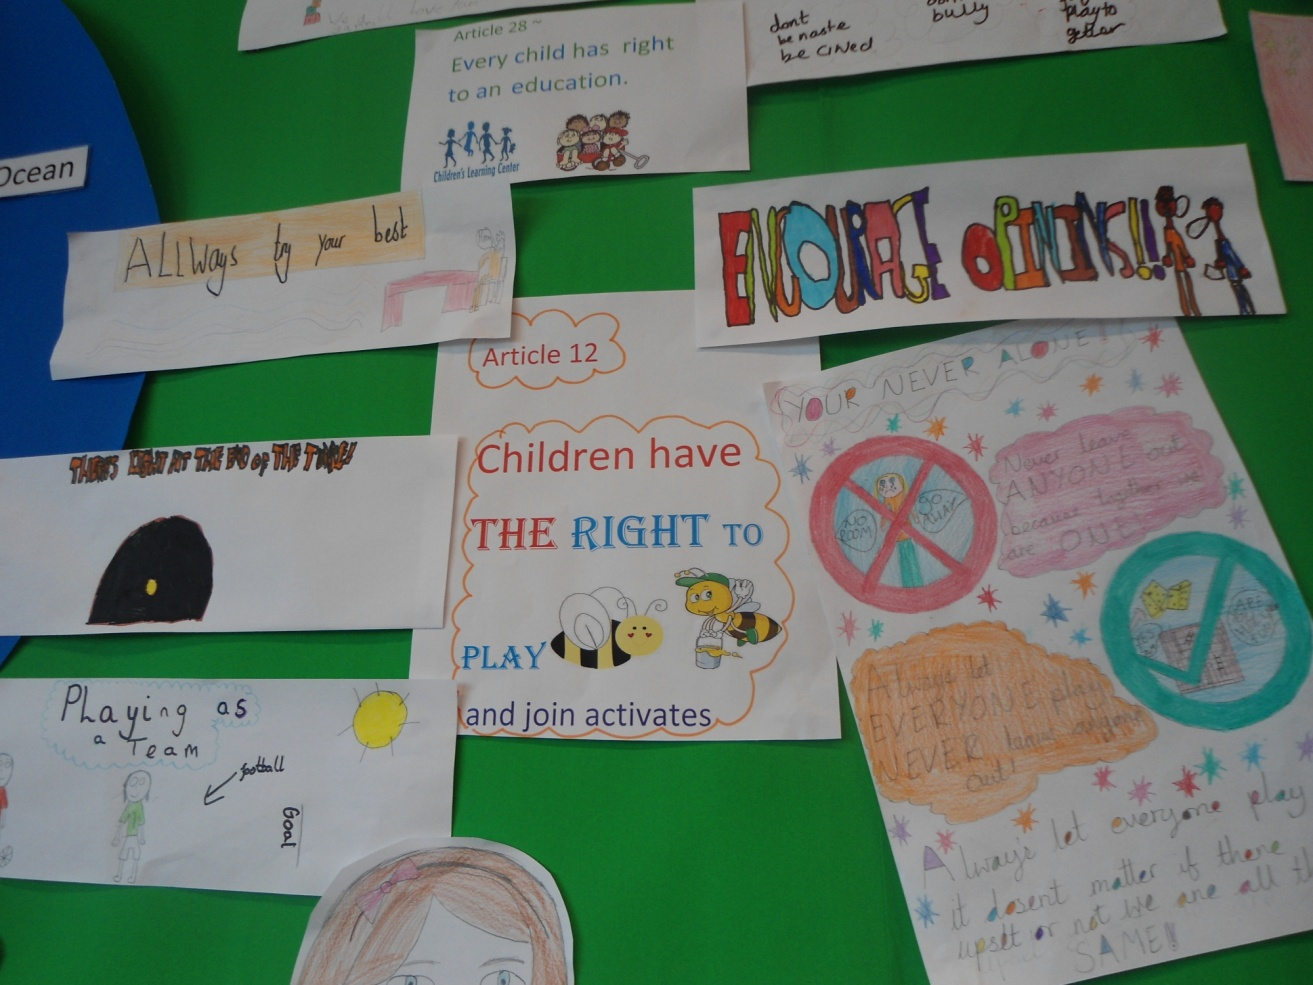 dont
be naste
be cined
bully
play to
gether
Article 28 ~
Every child has right
to an education.
Children's Learning Center
Ocean
ALLWays try your best
ENCOURAGE OPININS!!!
Article 12
Children have
THE RIGHT TO
PLAY
and join activates
YOUR NEVER ALONE!
Never leave
ANYONE out
because together we
are ONE
NO
ROOM
GO
AWAY
LIGHT AT THE END OF THE
Always let
EVERYONE play
NEVER leave anyone
out!
Playing as
a Team
football
Goal
Always let everyone play
it dosent matter if there
upset or not We are all th
SAME!